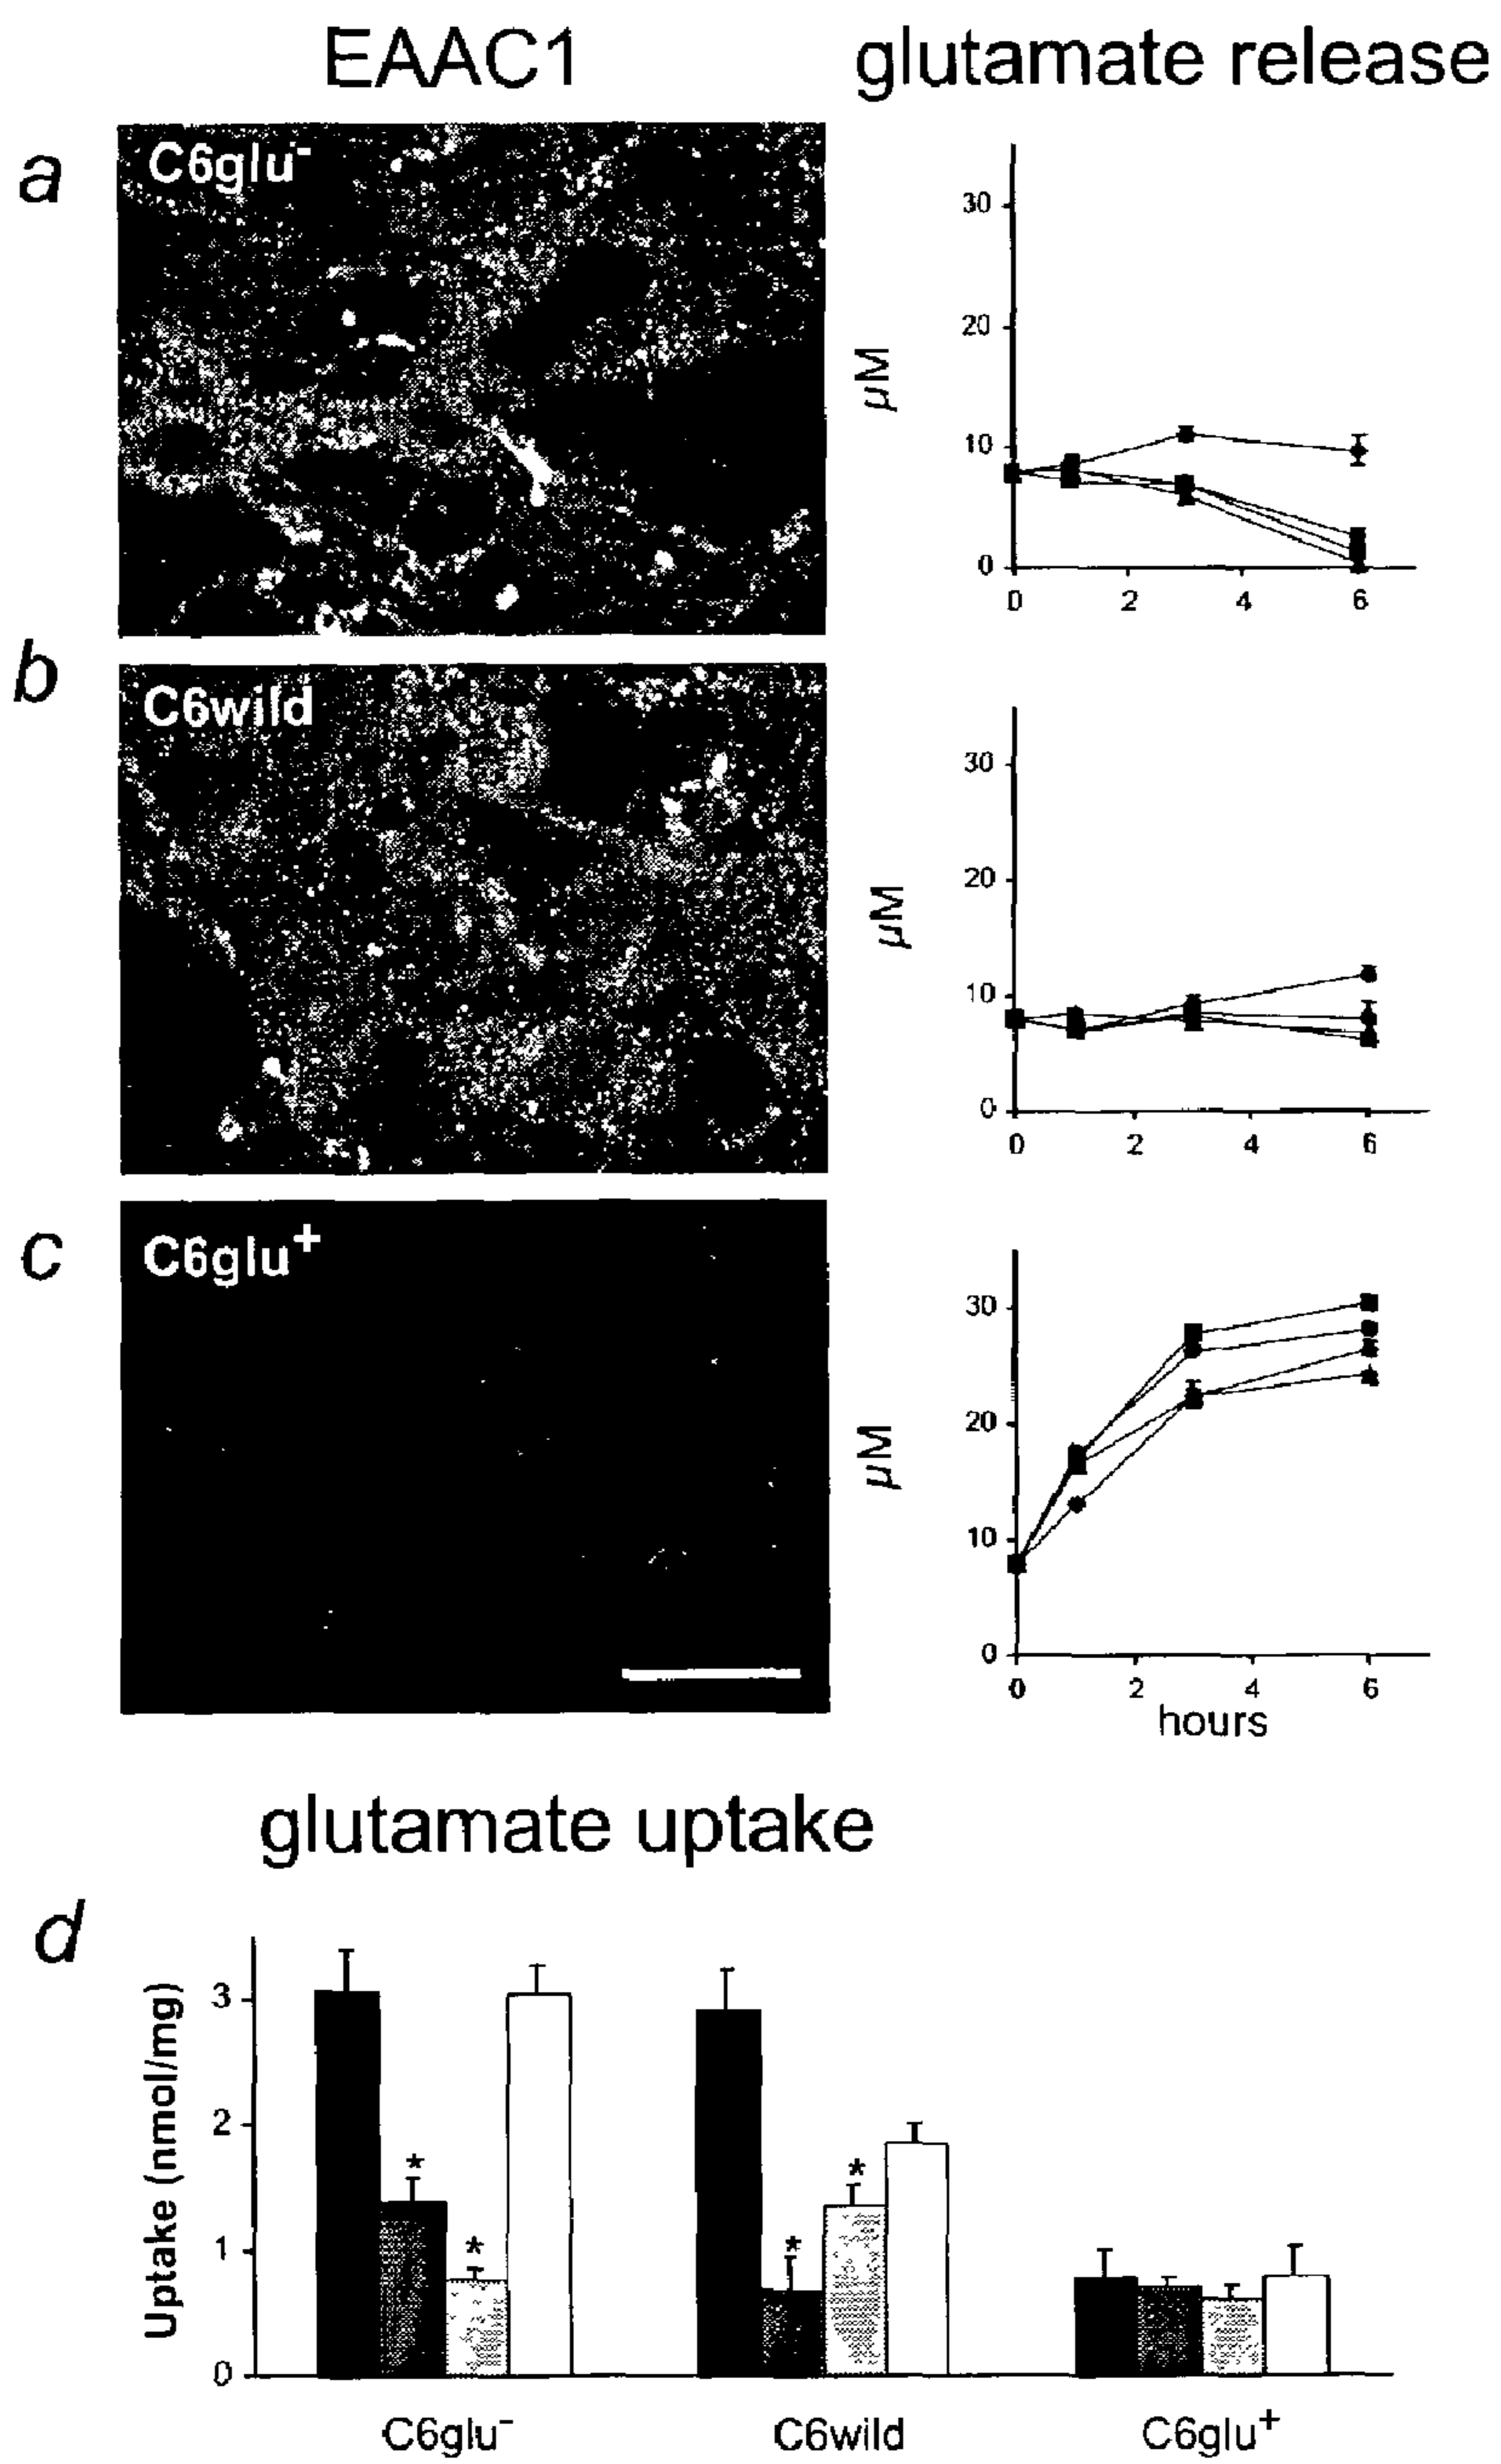 EAAC1 glutamate release
a
C6glu⁻
30
20
10
0
µM
0 2 4 6
b
C6wild
30
20
10
0
µM
0 2 4 6
c
C6glu⁺
30
20
10
0
µM
0 2 4 6
hours
glutamate uptake
d
Uptake (nmol/mg)
3
2
1
0
* * * *
C6glu⁻ C6wild C6glu⁺